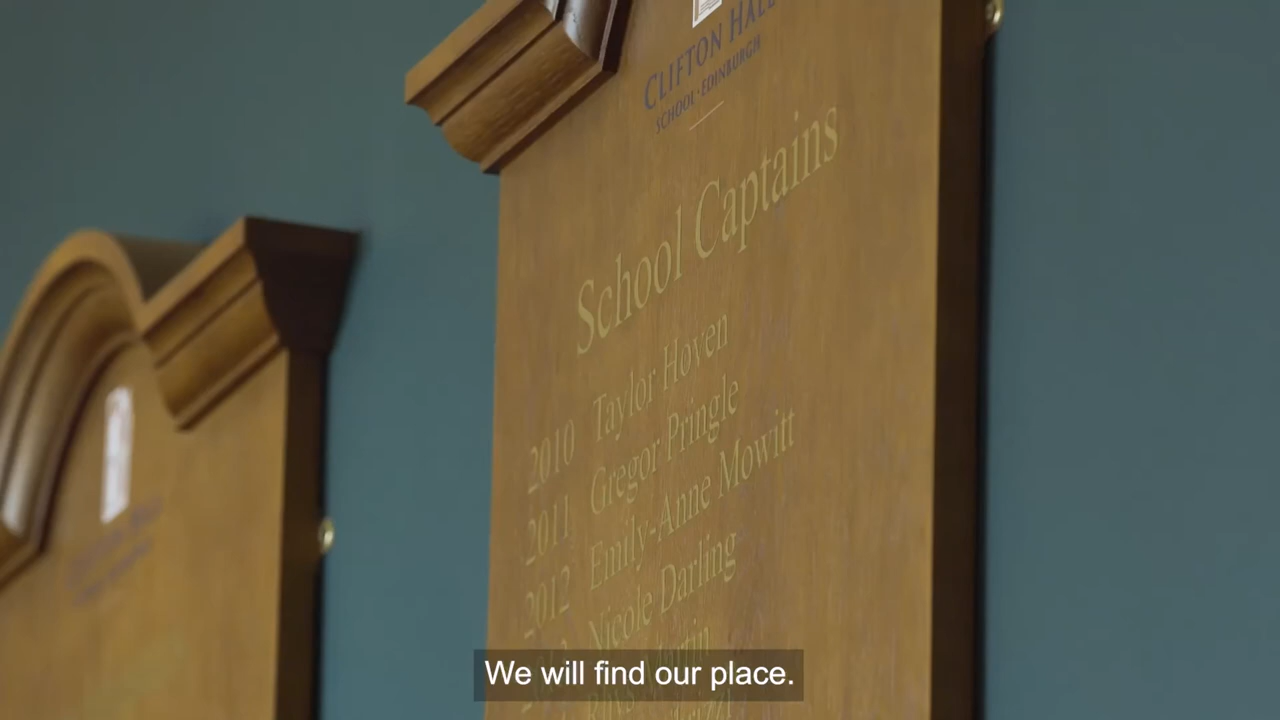 CLIFTON HALL
SCHOOL · EDINBURGH
School Captains
2010 Taylor Hoven
2011 Gregor Pringle
2012 Emily-Anne Mowitt
Nicole Darling
We will find our place.